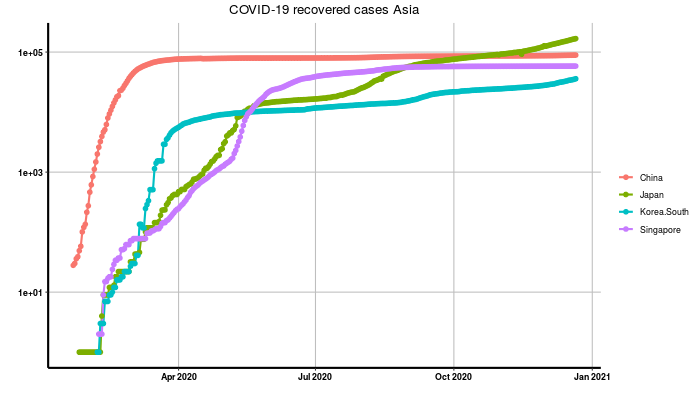 COVID-19 recovered cases Asia
1e+05
1e+03
1e+01
Apr 2020
Jul 2020
Oct 2020
Jan 2021
China
Japan
Korea.South
Singapore